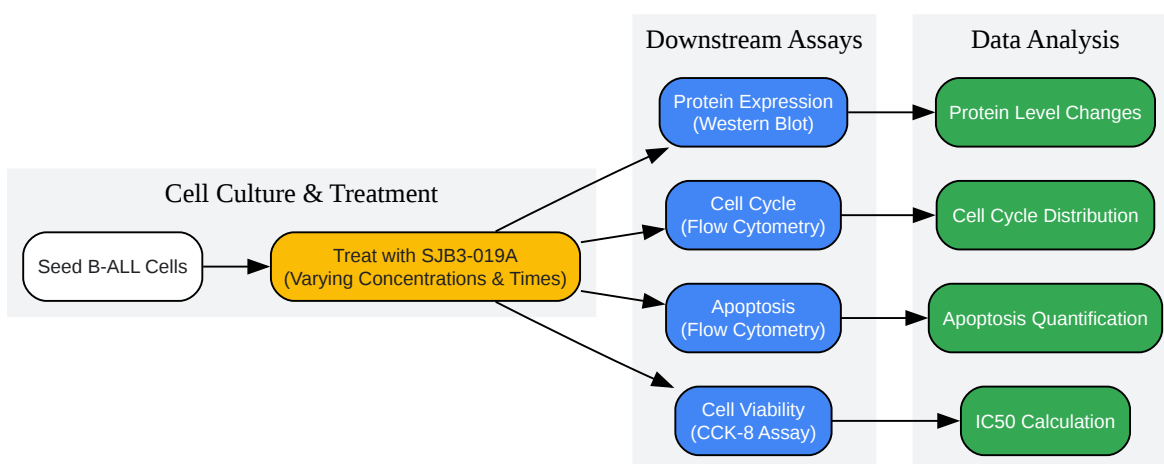 Cell Culture & Treatment
Seed B-ALL Cells
Treat with SJB3-019A
(Varying Concentrations & Times)
Downstream Assays
Protein Expression
(Western Blot)
Cell Cycle
(Flow Cytometry)
Apoptosis
(Flow Cytometry)
Cell Viability
(CCK-8 Assay)
Data Analysis
Protein Level Changes
Cell Cycle Distribution
Apoptosis Quantification
IC50 Calculation